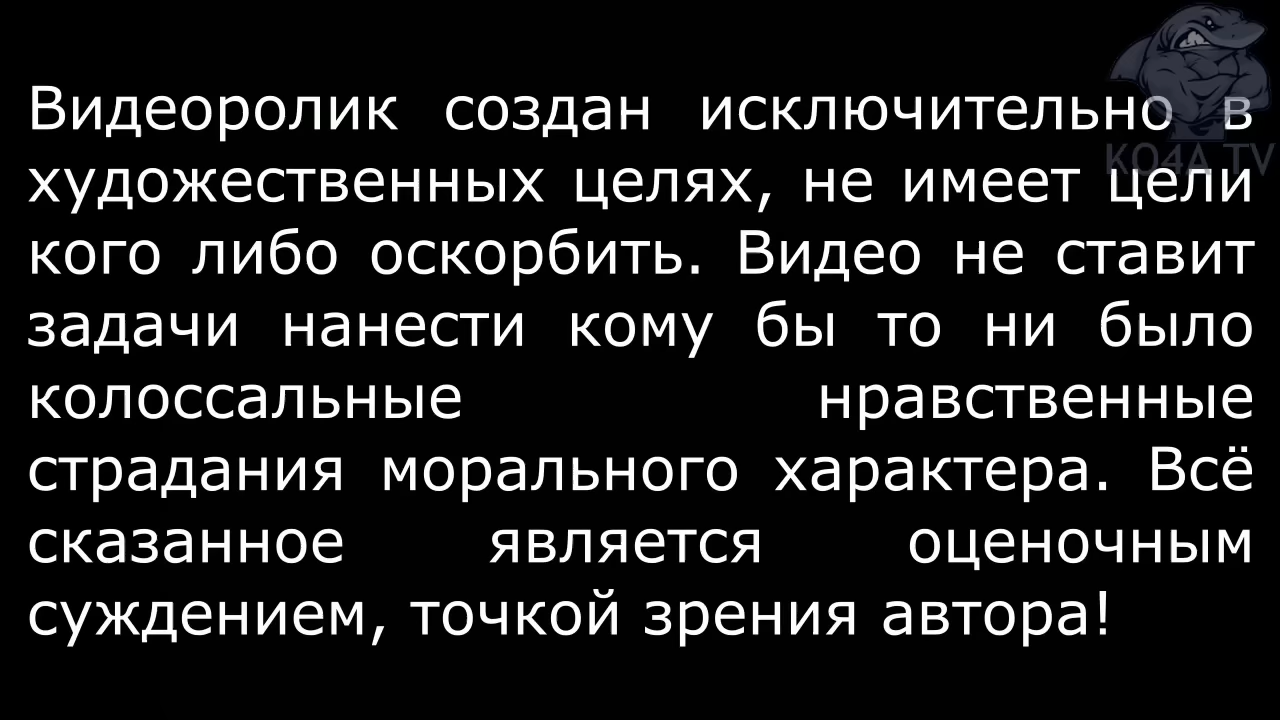 Видеоролик создан исключительно в
художественных целях, не имеет цели
кого либо оскорбить. Видео не ставит
задачи нанести кому бы то ни было
колоссальные нравственные
страдания морального характера. Всё
сказанное является оценочным
суждением, точкой зрения автора!
KO4A TV